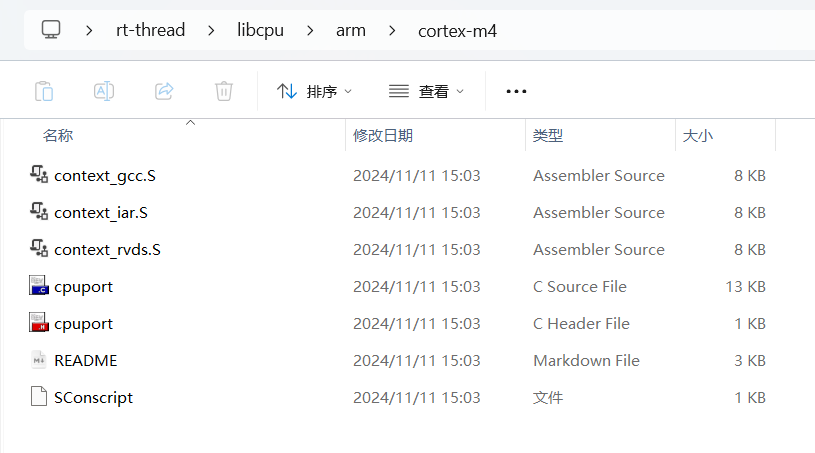 rt-thread > libcpu > arm > cortex-m4
排序 查看
名称 修改日期 类型 大小
context_gcc.S 2024/11/11 15:03 Assembler Source 8 KB
context_iar.S 2024/11/11 15:03 Assembler Source 8 KB
context_rvds.S 2024/11/11 15:03 Assembler Source 8 KB
cpuport 2024/11/11 15:03 C Source File 13 KB
cpuport 2024/11/11 15:03 C Header File 1 KB
README 2024/11/11 15:03 Markdown File 3 KB
SConscript 2024/11/11 15:03 文件 1 KB